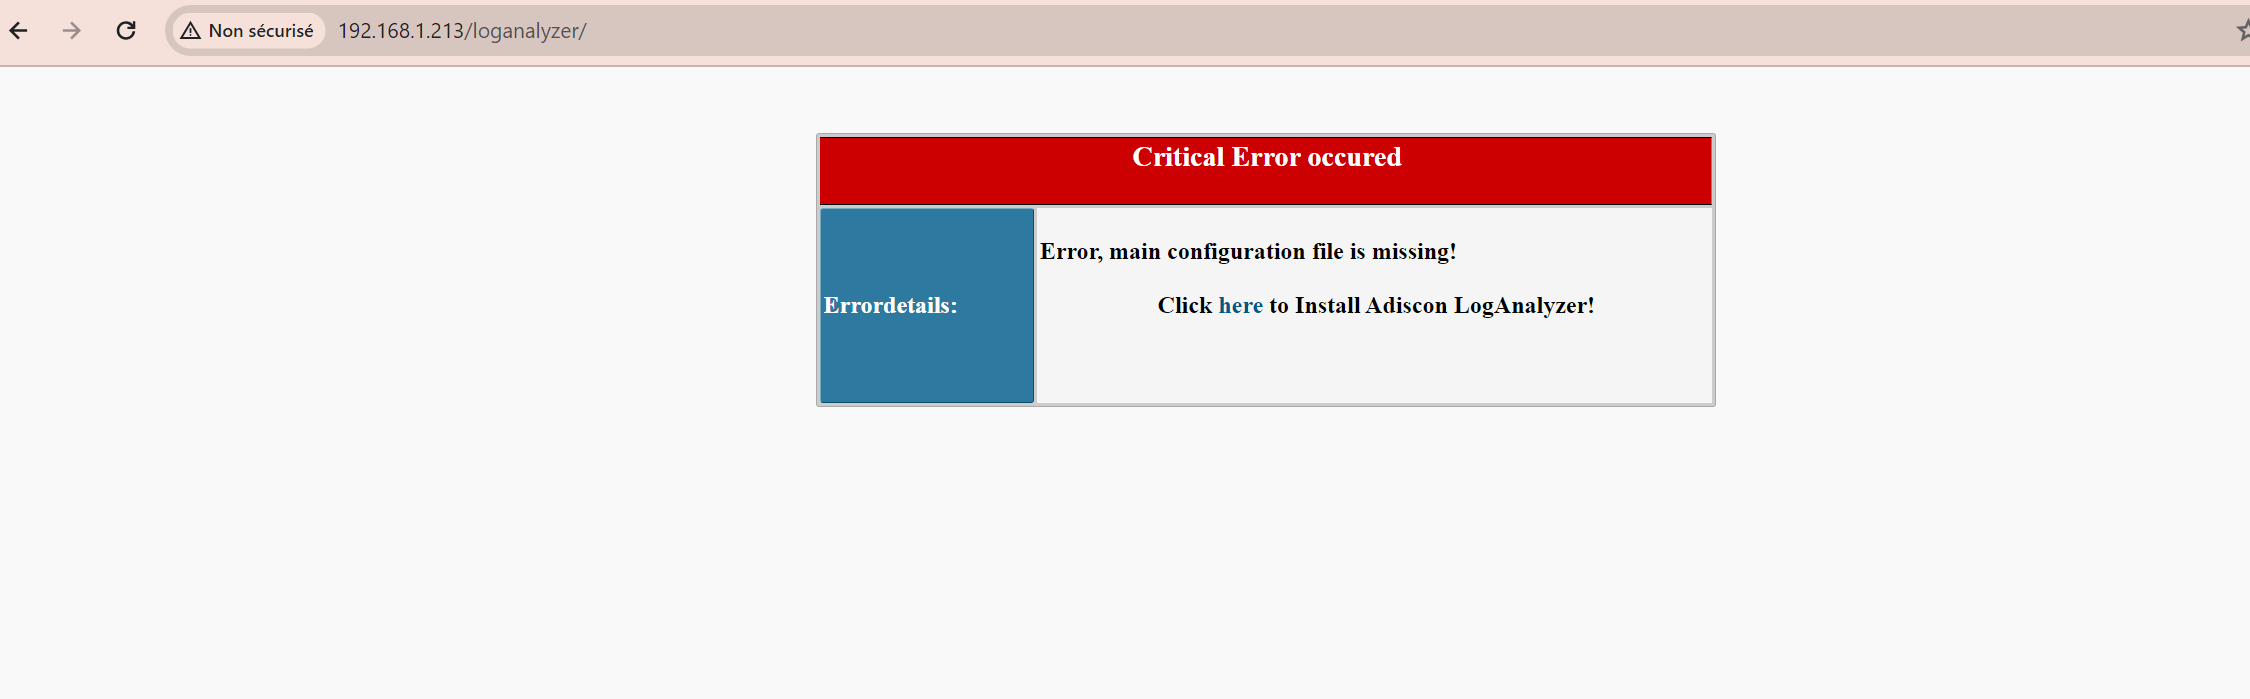 Non sécurisé 192.168.1.213/loganalyzer/
Critical Error occured
Error, main configuration file is missing!
Errordetails:
Click here to Install Adiscon LogAnalyzer!